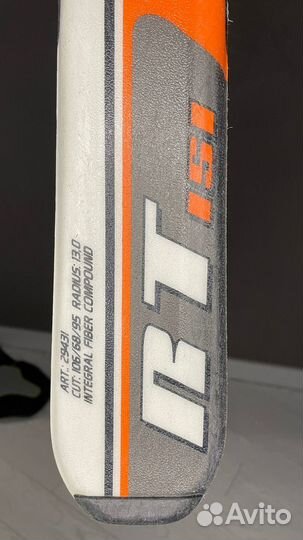 RT 151
ART.: 29431
CUT: 106/68/95 RADIUS: 13.0
INTEGRAL FIBER COMPOUND
Avito